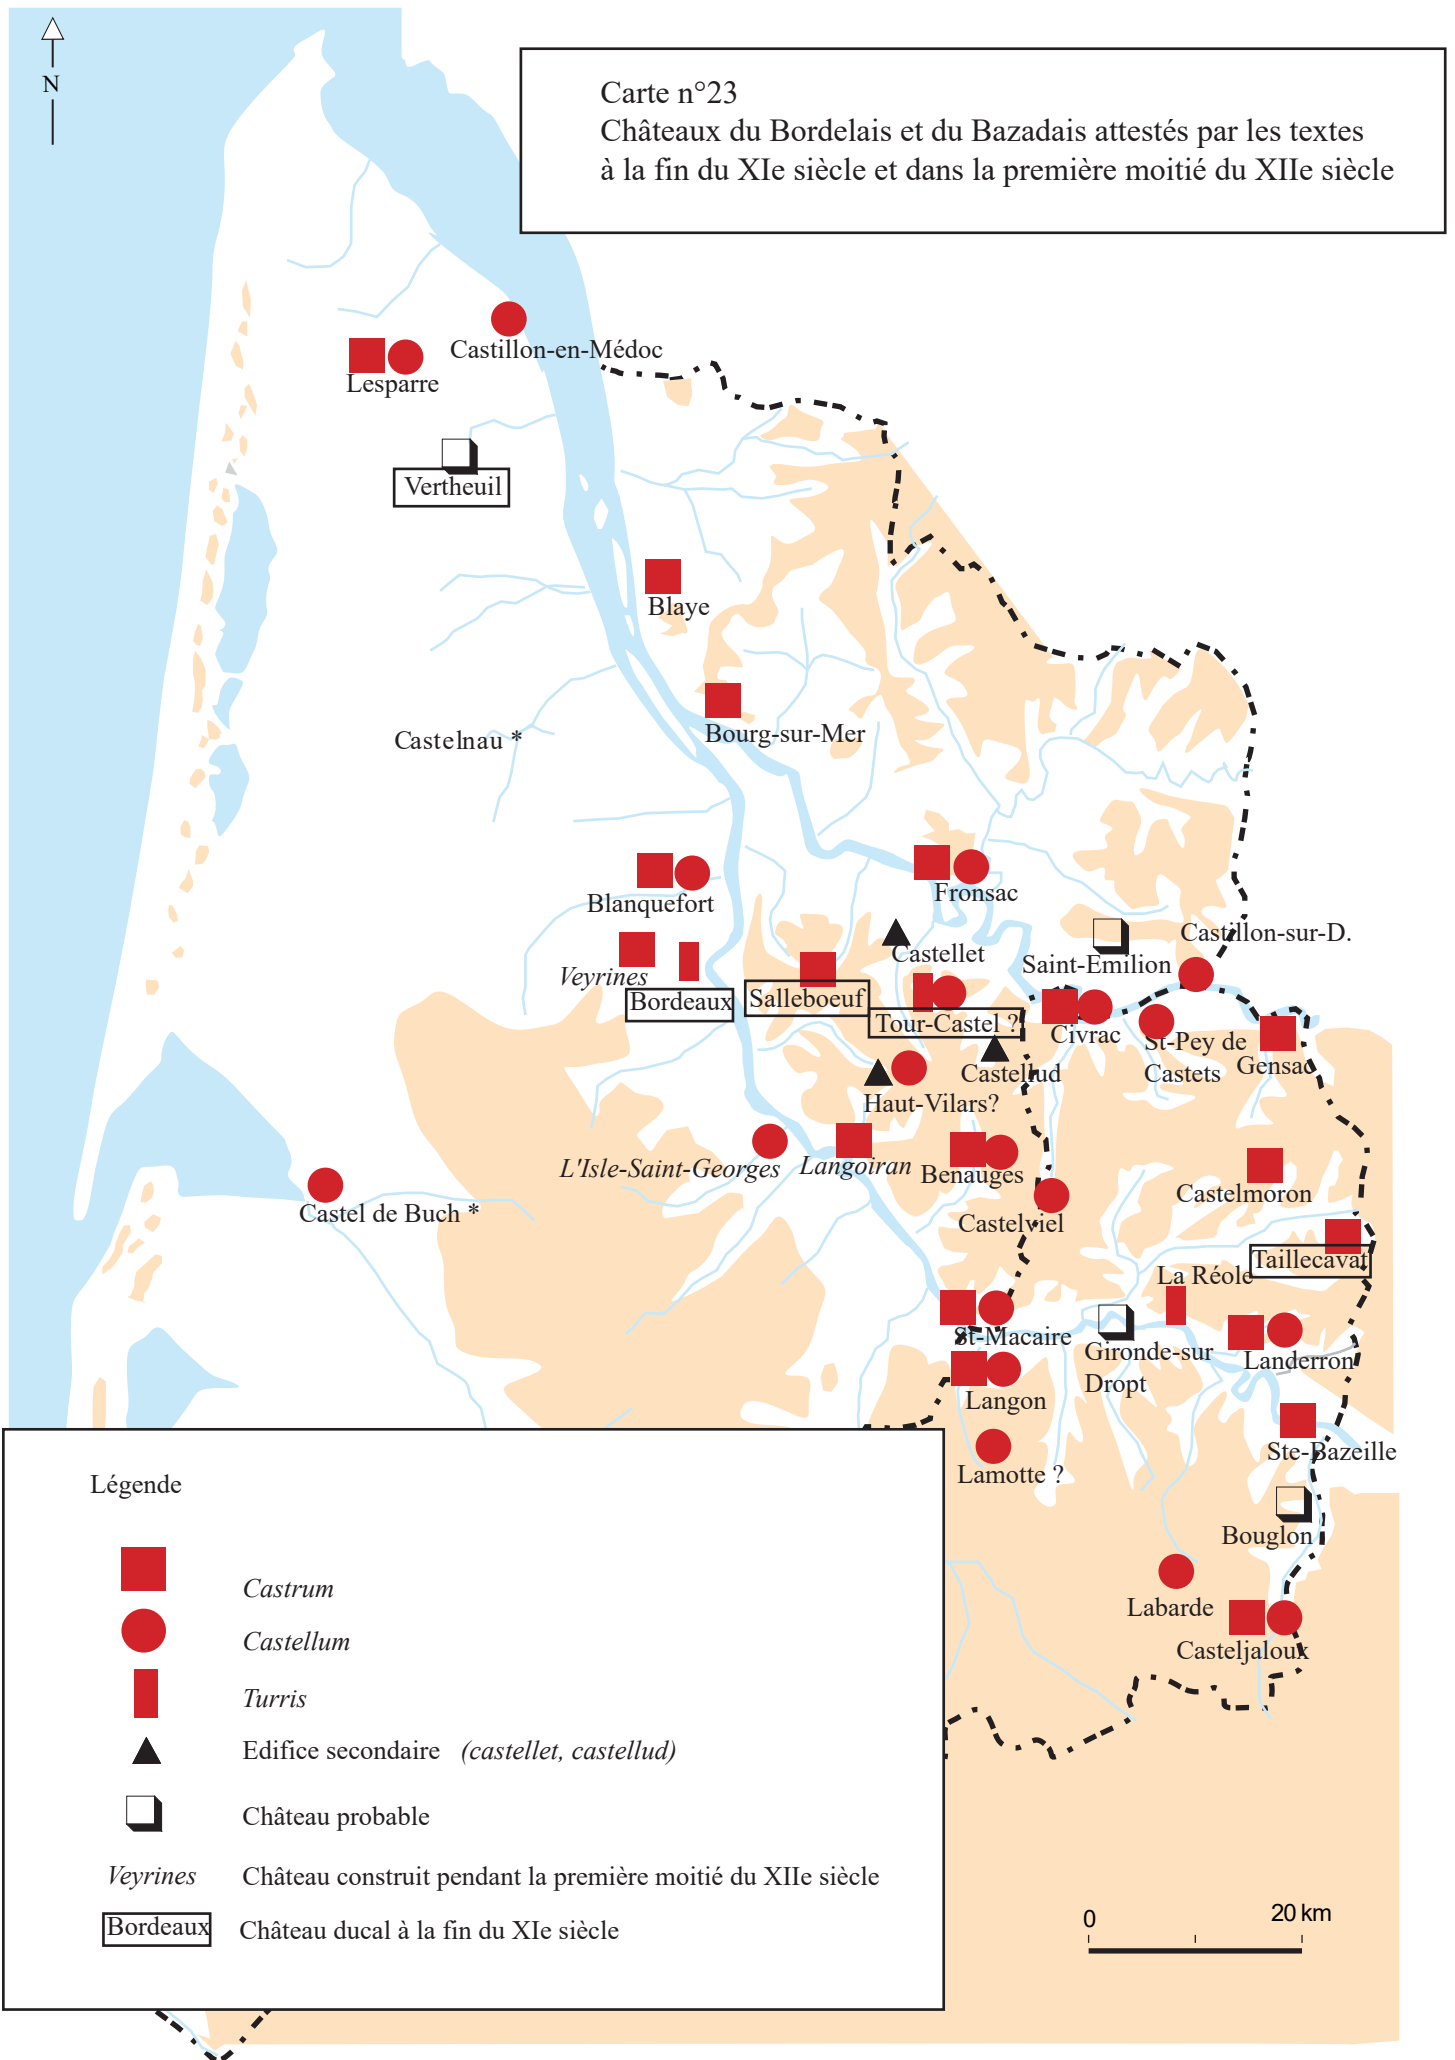 N
Carte n°23
Châteaux du Bordelais et du Bazadais attestés par les textes
à la fin du XIe siècle et dans la première moitié du XIIe siècle
Castillon-en-Médoc
Lesparre
Vertheuil
Blaye
Bourg-sur-Mer
Castelnau *
Blanquefort
Fronsac
Castillon-sur-D.
Castellet
Saint-Emilion
Veyrines
Bordeaux
Salleboeuf
Tour-Castel ?
Civrac
St-Pey de
Castets
Gensac
Castellud
Haut-Vilars?
L'Isle-Saint-Georges
Langoiran
Benauges
Castelmoron
Castel de Buch *
Castelviel
Taillecavat
La Réole
St-Macaire
Gironde-sur
Dropt
Landerron
Langon
Ste-Bazeille
Lamotte ?
Bouglon
Labarde
Casteljaloux
Légende
Castrum
Castellum
Turris
Edifice secondaire (castellet, castellud)
Château probable
Veyrines Château construit pendant la première moitié du XIIe siècle
Bordeaux Château ducal à la fin du XIe siècle
0 20 km